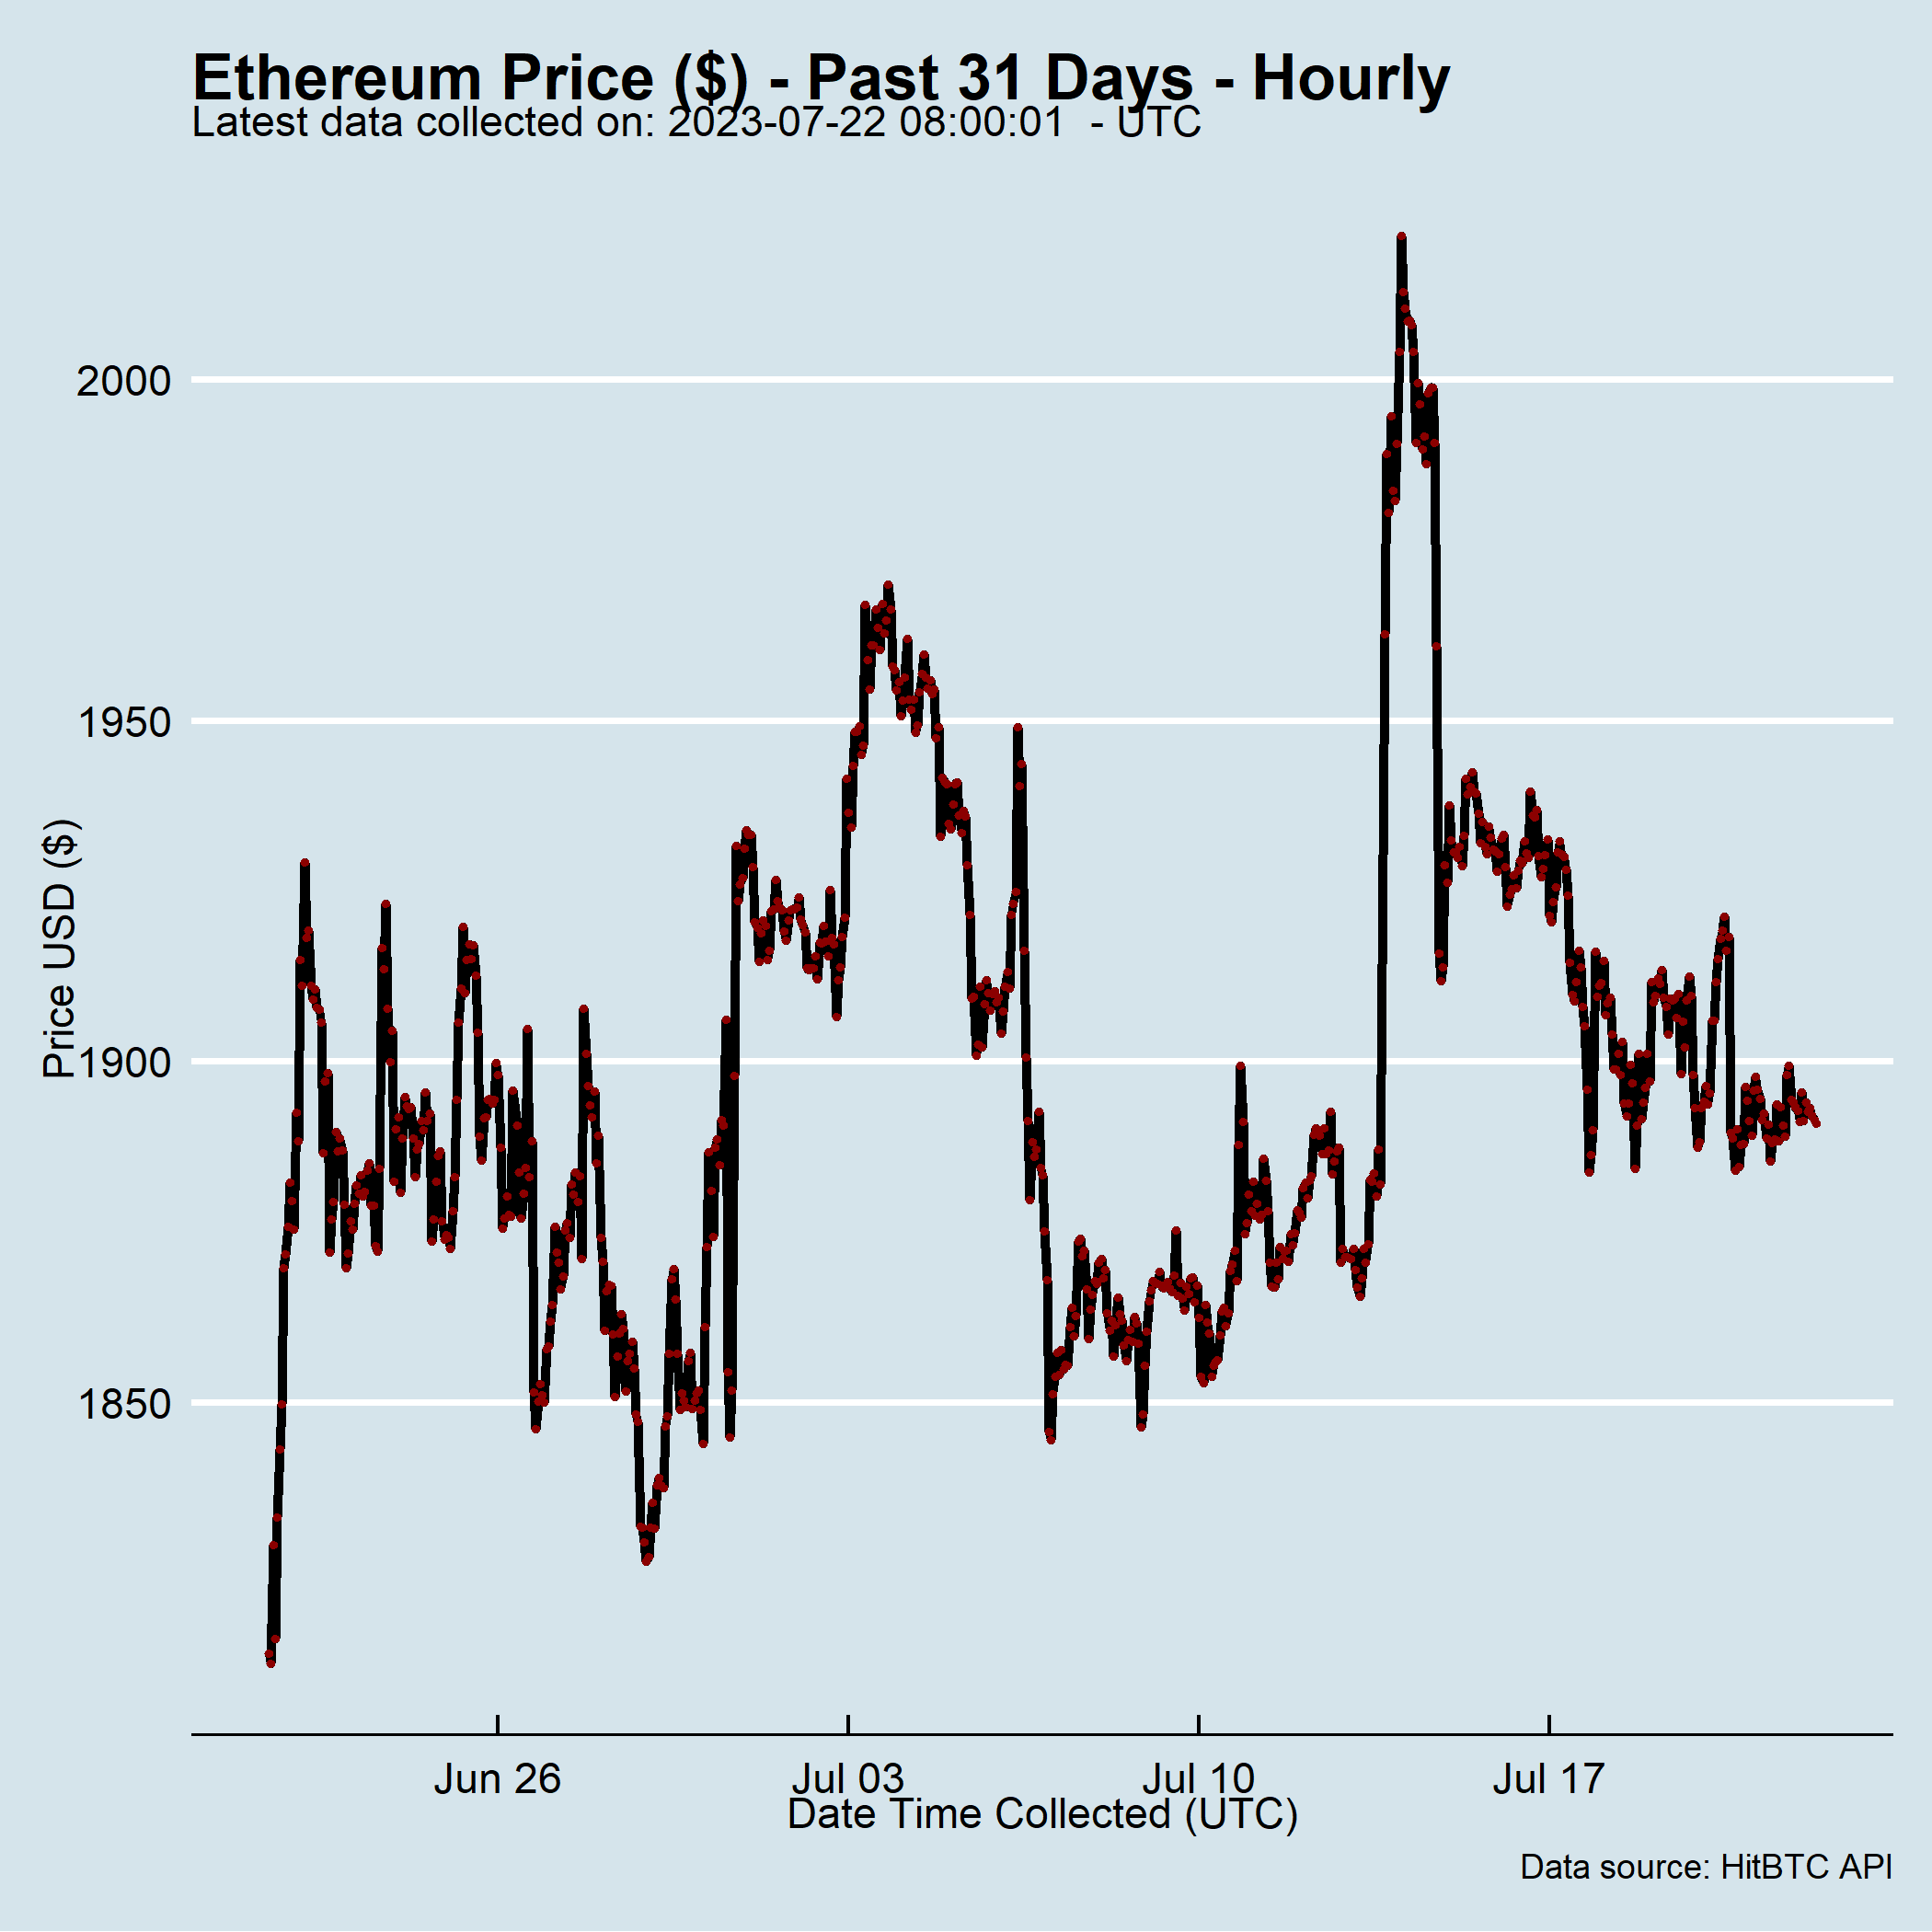 Ethereum Price ($) - Past 31 Days - Hourly
Latest data collected on: 2023-07-22 08:00:01  - UTC
2000
1950
1900
1850
Price USD ($)
Jun 26
Jul 03
Jul 10
Jul 17
Date Time Collected (UTC)
Data source: HitBTC API